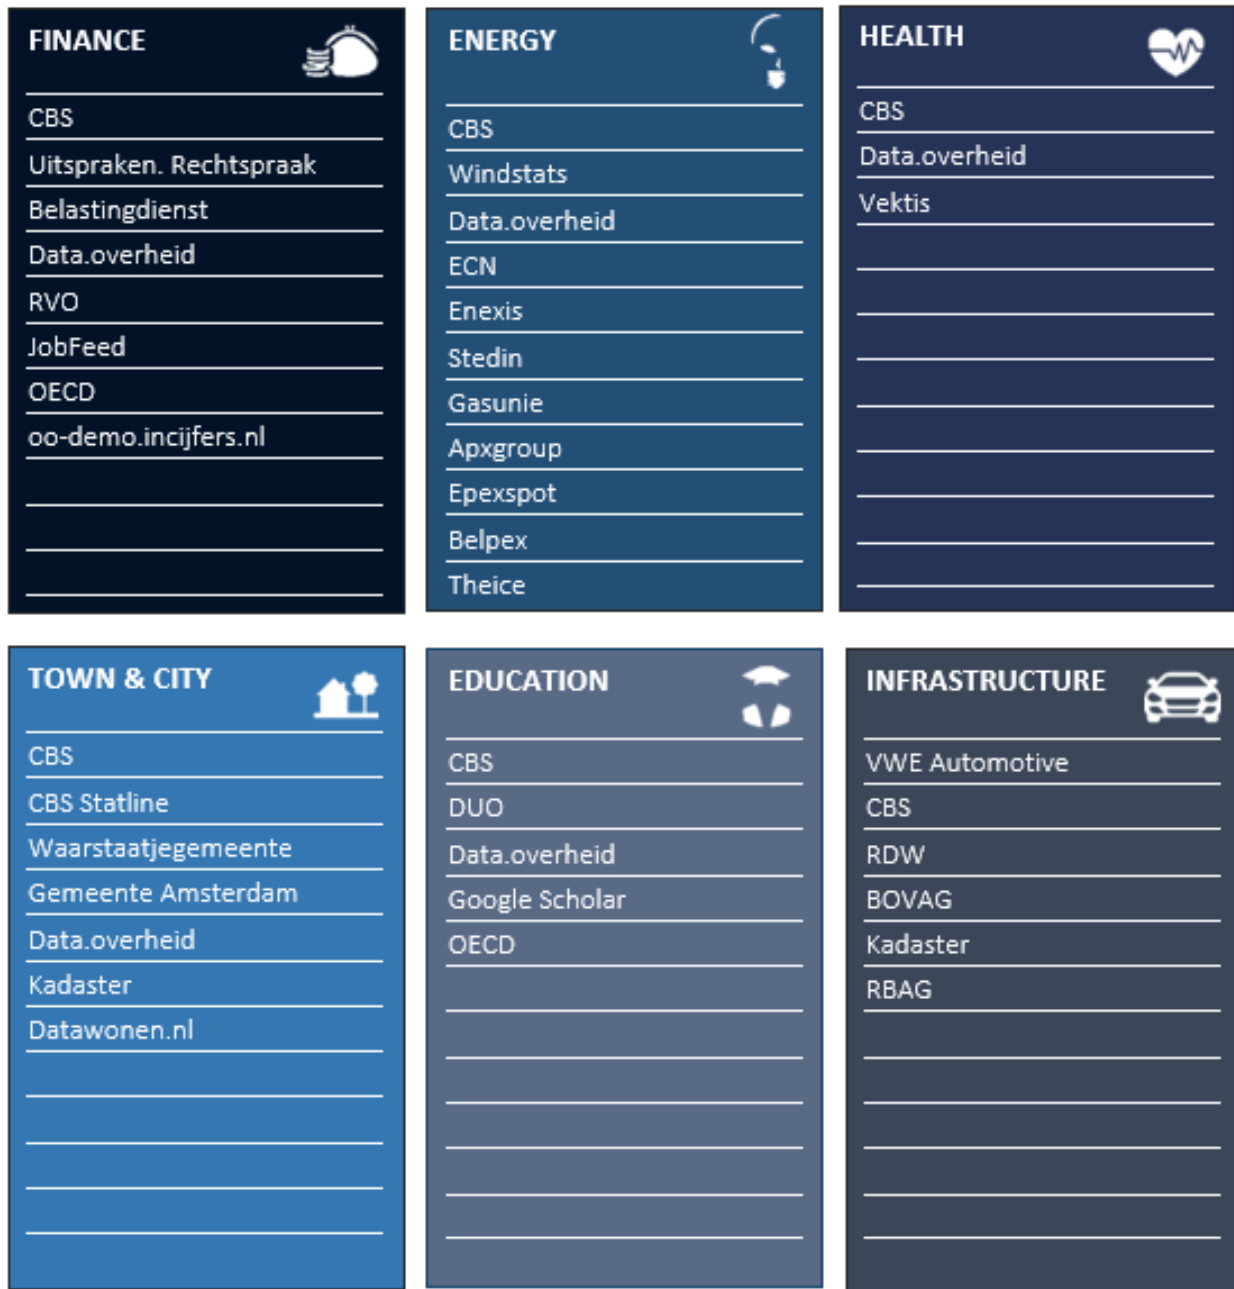 FINANCE
CBS
Uitspraken. Rechtspraak
Belastingdienst
Data.overheid
RVO
JobFeed
OECD
oo-demo.incijfers.nl
ENERGY
CBS
Windstats
Data.overheid
ECN
Enexis
Stedin
Gasunie
Apxgroup
Epexspot
Belpex
Theice
HEALTH
CBS
Data.overheid
Vektis
TOWN & CITY
CBS
CBS Statline
Waarstaatjegemeente
Gemeente Amsterdam
Data.overheid
Kadaster
Datawonen.nl
EDUCATION
CBS
DUO
Data.overheid
Google Scholar
OECD
INFRASTRUCTURE
VWE Automotive
CBS
RDW
BOVAG
Kadaster
RBAG